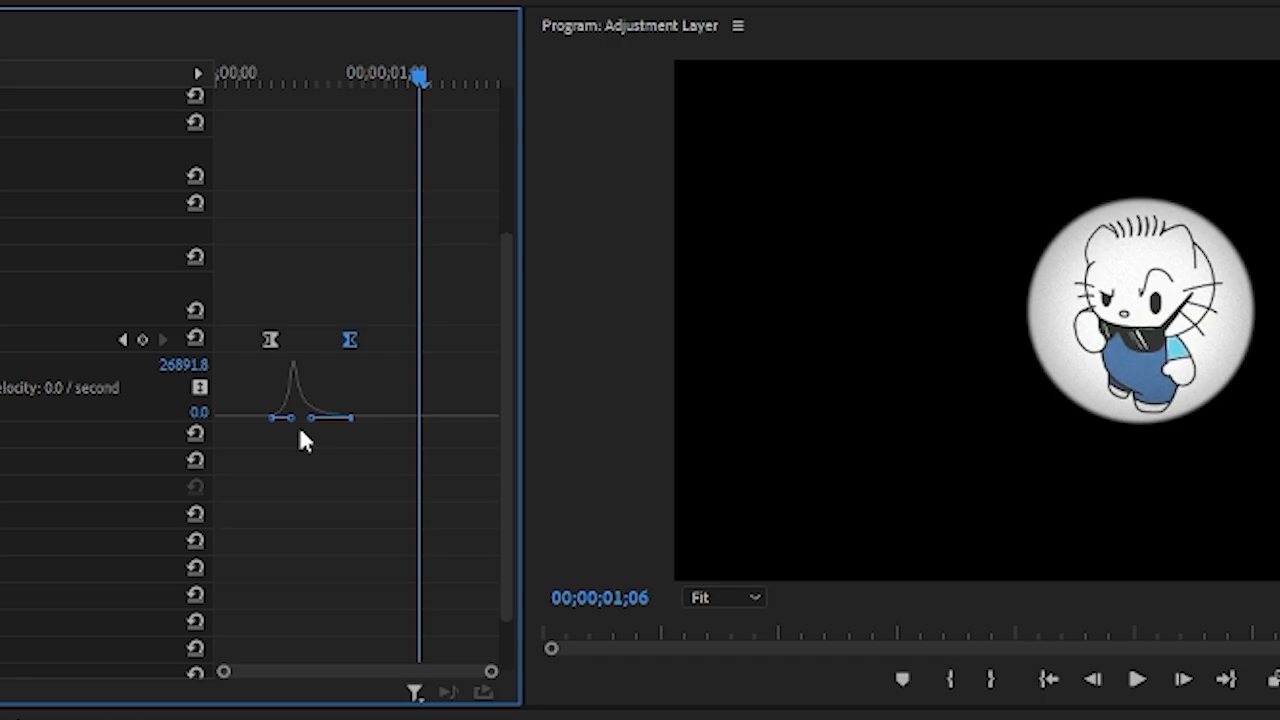 Program: Adjustment Layer
;00;00
00;00;01;
26891.8
elocity: 0.0 / second
0.0
00;00;01;06
Fit